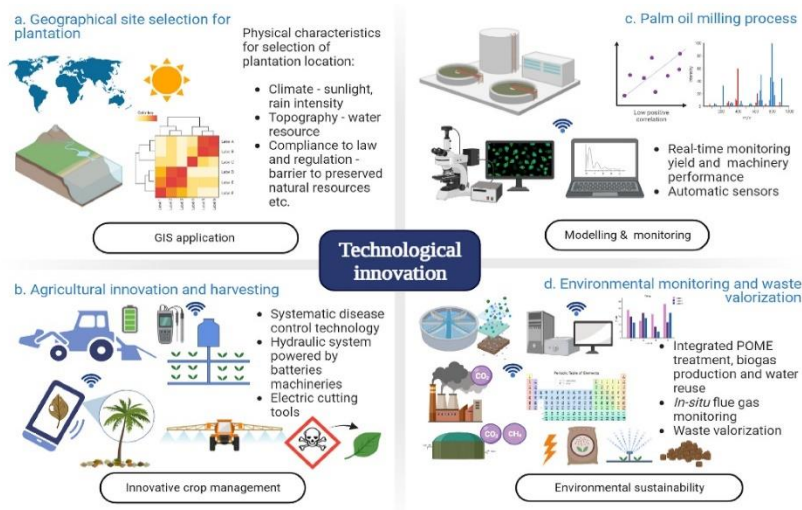 a. Geographical site selection for
plantation
Physical characteristics
for selection of
plantation location:
• Climate - sunlight,
rain intensity
• Topography - water
resource
• Compliance to law
and regulation -
barrier to preserved
natural resources
etc.
GIS application
c. Palm oil milling process
Low positive
correlation
• Real-time monitoring
yield and machinery
performance
• Automatic sensors
Modelling & monitoring
Technological
innovation
b. Agricultural innovation and harvesting
• Systematic disease
control technology
• Hydraulic system
powered by
batteries
machineries
• Electric cutting
tools
Innovative crop management
d. Environmental monitoring and waste
valorization
CO₂
Periodic Table of Elements
CO₂
CH₄
• Integrated POME
treatment, biogas
production and water
reuse
• In-situ flue gas
monitoring
• Waste valorization
Environmental sustainability